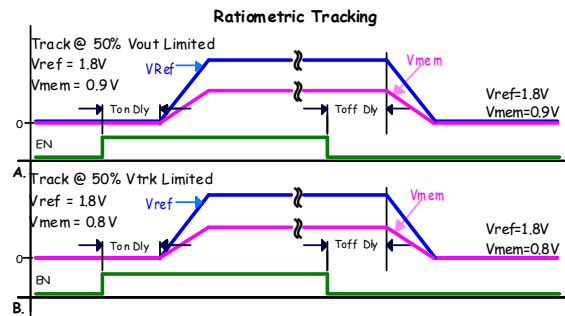 Ratiometric Tracking
Track @ 50% Vout Limited
Vref = 1.8V
Vmem = 0.9V
VRef
Vmem
Ton Dly
Toff Dly
Vref=1.8V
Vmem=0.9V
0
EN
A.
Track @ 50% Vtrk Limited
Vref = 1.8V
Vmem = 0.8V
Vref
Vmem
Ton Dly
Toff Dly
Vref=1.8V
Vmem=0.8V
0
EN
B.